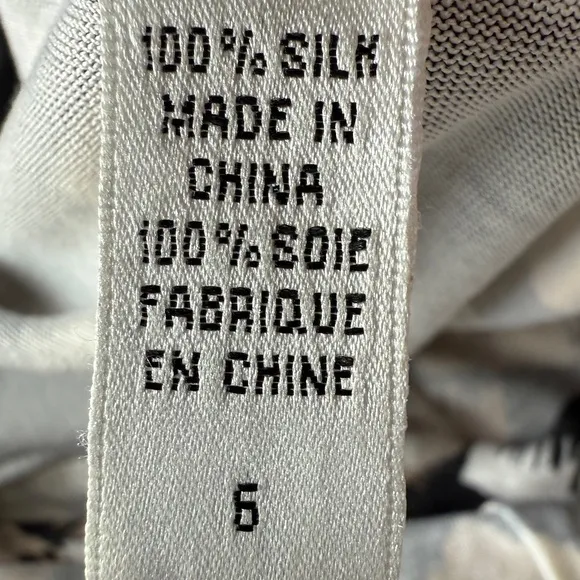 100% SILK
MADE IN
CHINA
100% SOIE
FABRIQUE
EN CHINE
6